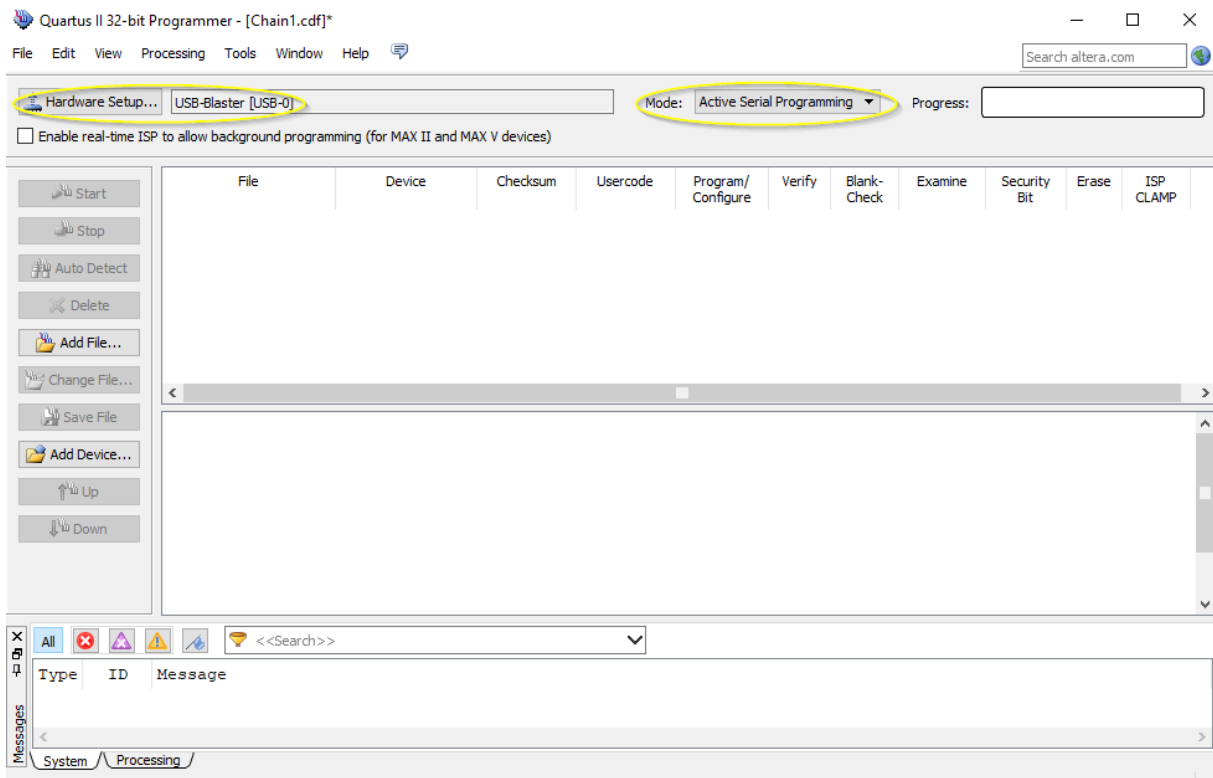 Quartus II 32-bit Programmer - [Chain1.cdf]*
File Edit View Processing Tools Window Help
Search altera.com
Hardware Setup... USB-Blaster [USB-0] Mode: Active Serial Programming Progress:
Enable real-time ISP to allow background programming (for MAX II and MAX V devices)
Start
Stop
Auto Detect
Delete
Add File...
Change File...
Save File
Add Device...
Up
Down
File Device Checksum Usercode Program/ Configure Verify Blank- Check Examine Security Bit Erase ISP CLAMP
All <<Search>>
Type ID Message
Messages
System Processing